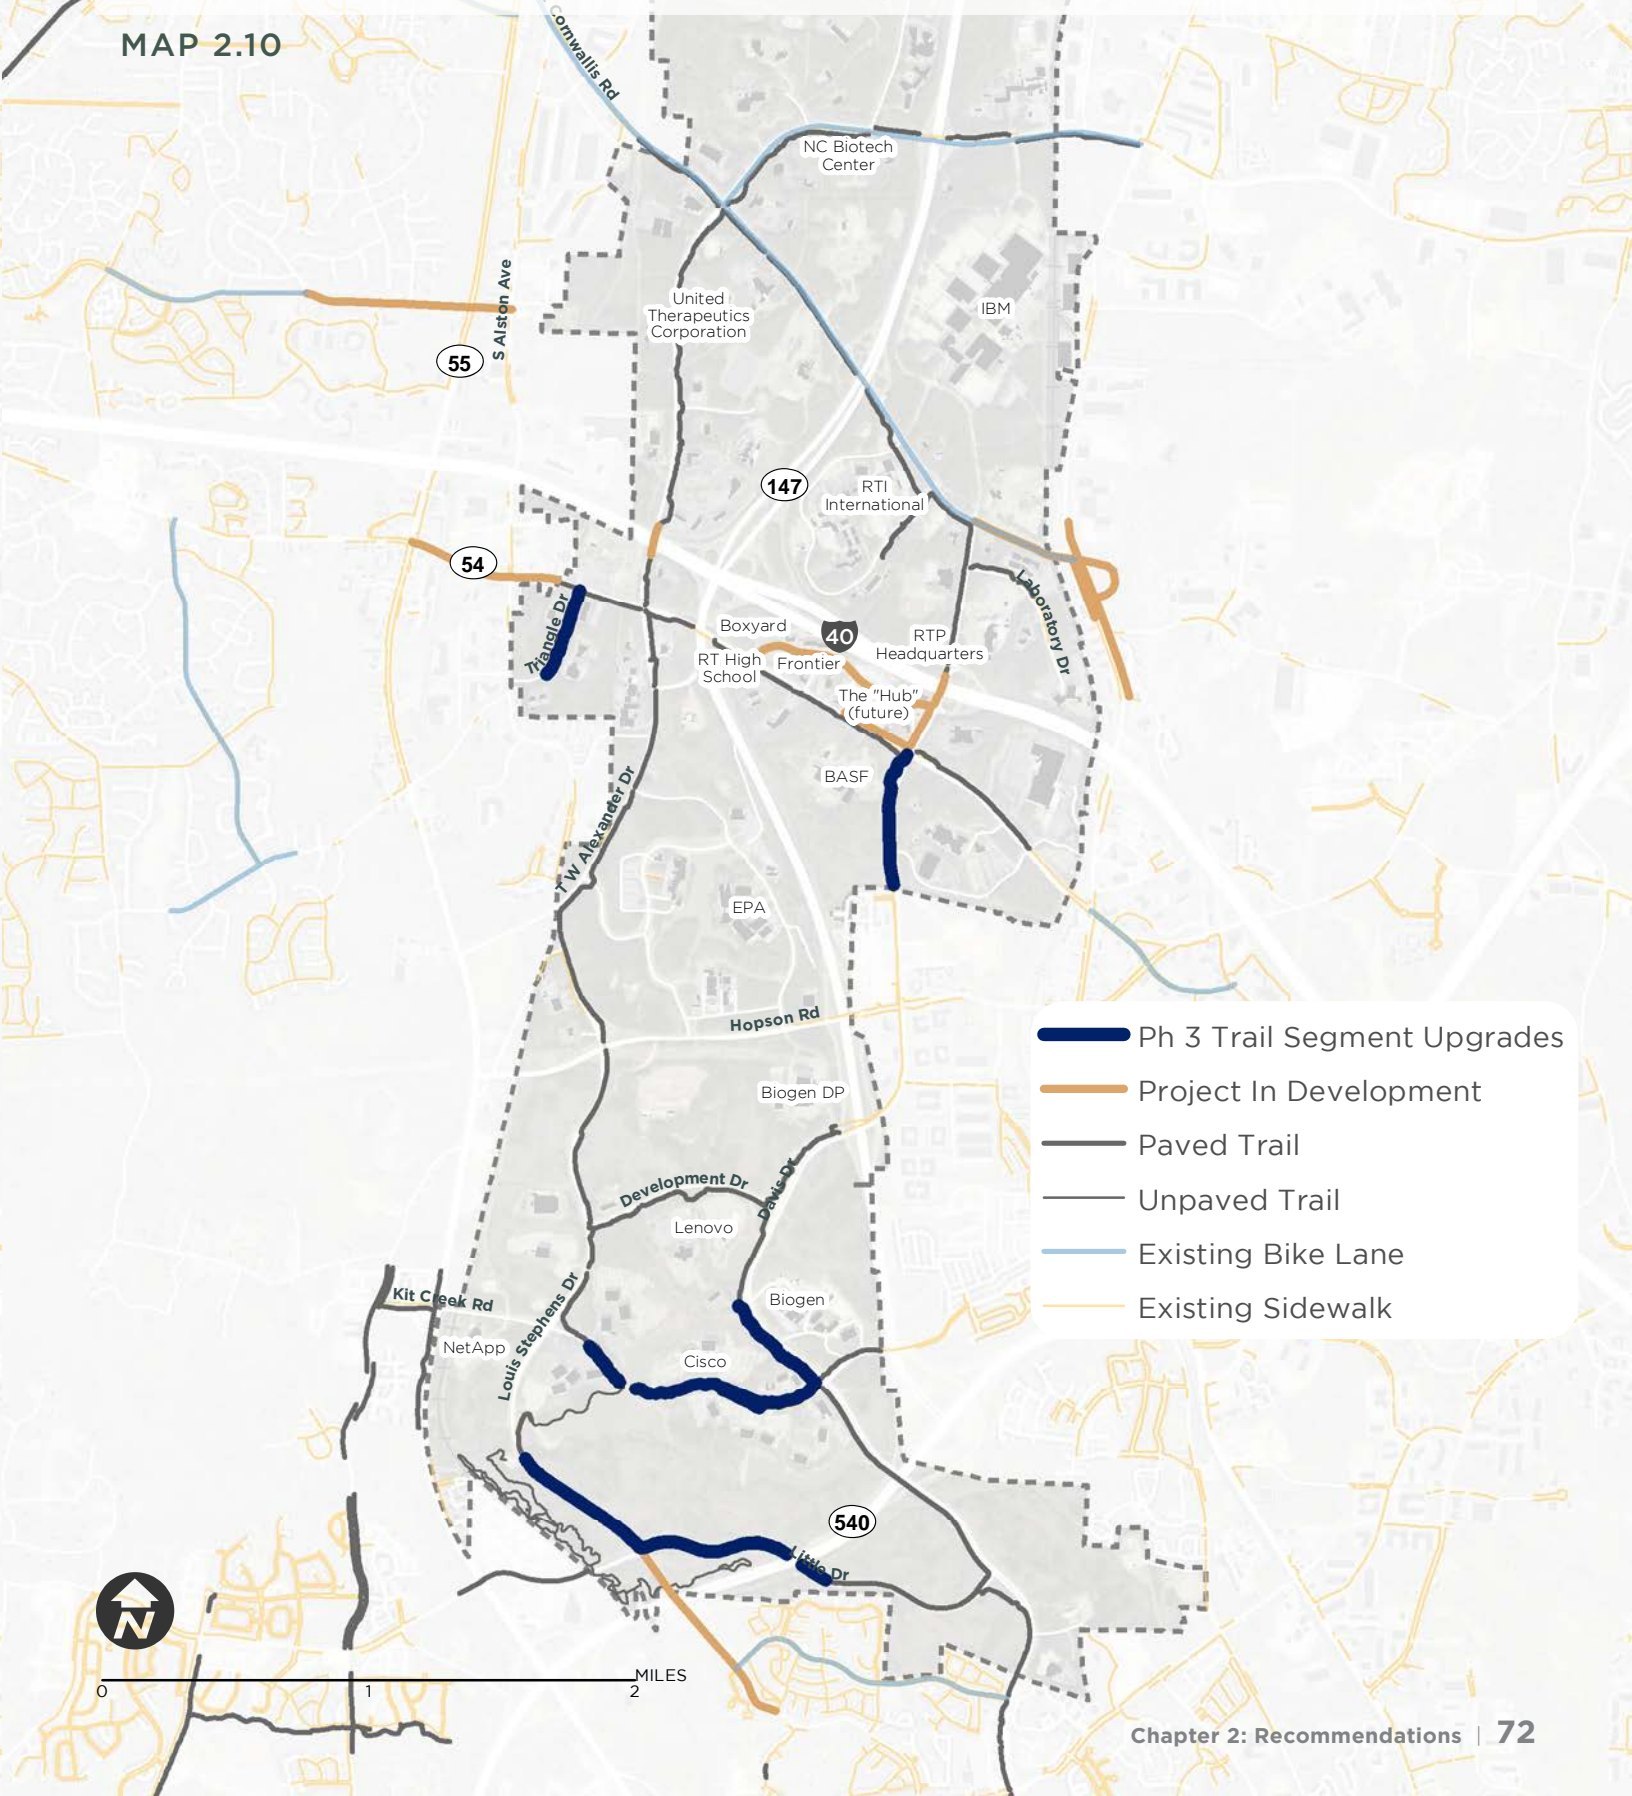 MAP 2.10
Cornwallis Rd
NC Biotech
Center
S Alston Ave
United
Therapeutics
Corporation
IBM
55
147
RTI
International
54
Laboratory Dr
Triangle Dr
Boxyard
40
RTP
Headquarters
RT High
School
Frontier
The "Hub"
(future)
BASF
T W Alexander Dr
EPA
Hopson Rd
Ph 3 Trail Segment Upgrades
Project In Development
Paved Trail
Unpaved Trail
Existing Bike Lane
Existing Sidewalk
Biogen DP
Development Dr
Davis Dr
Lenovo
Kit Creek Rd
Louis Stephens Dr
Biogen
NetApp
Cisco
540
Little Dr
N
MILES
0
1
2
Chapter 2: Recommendations | 72